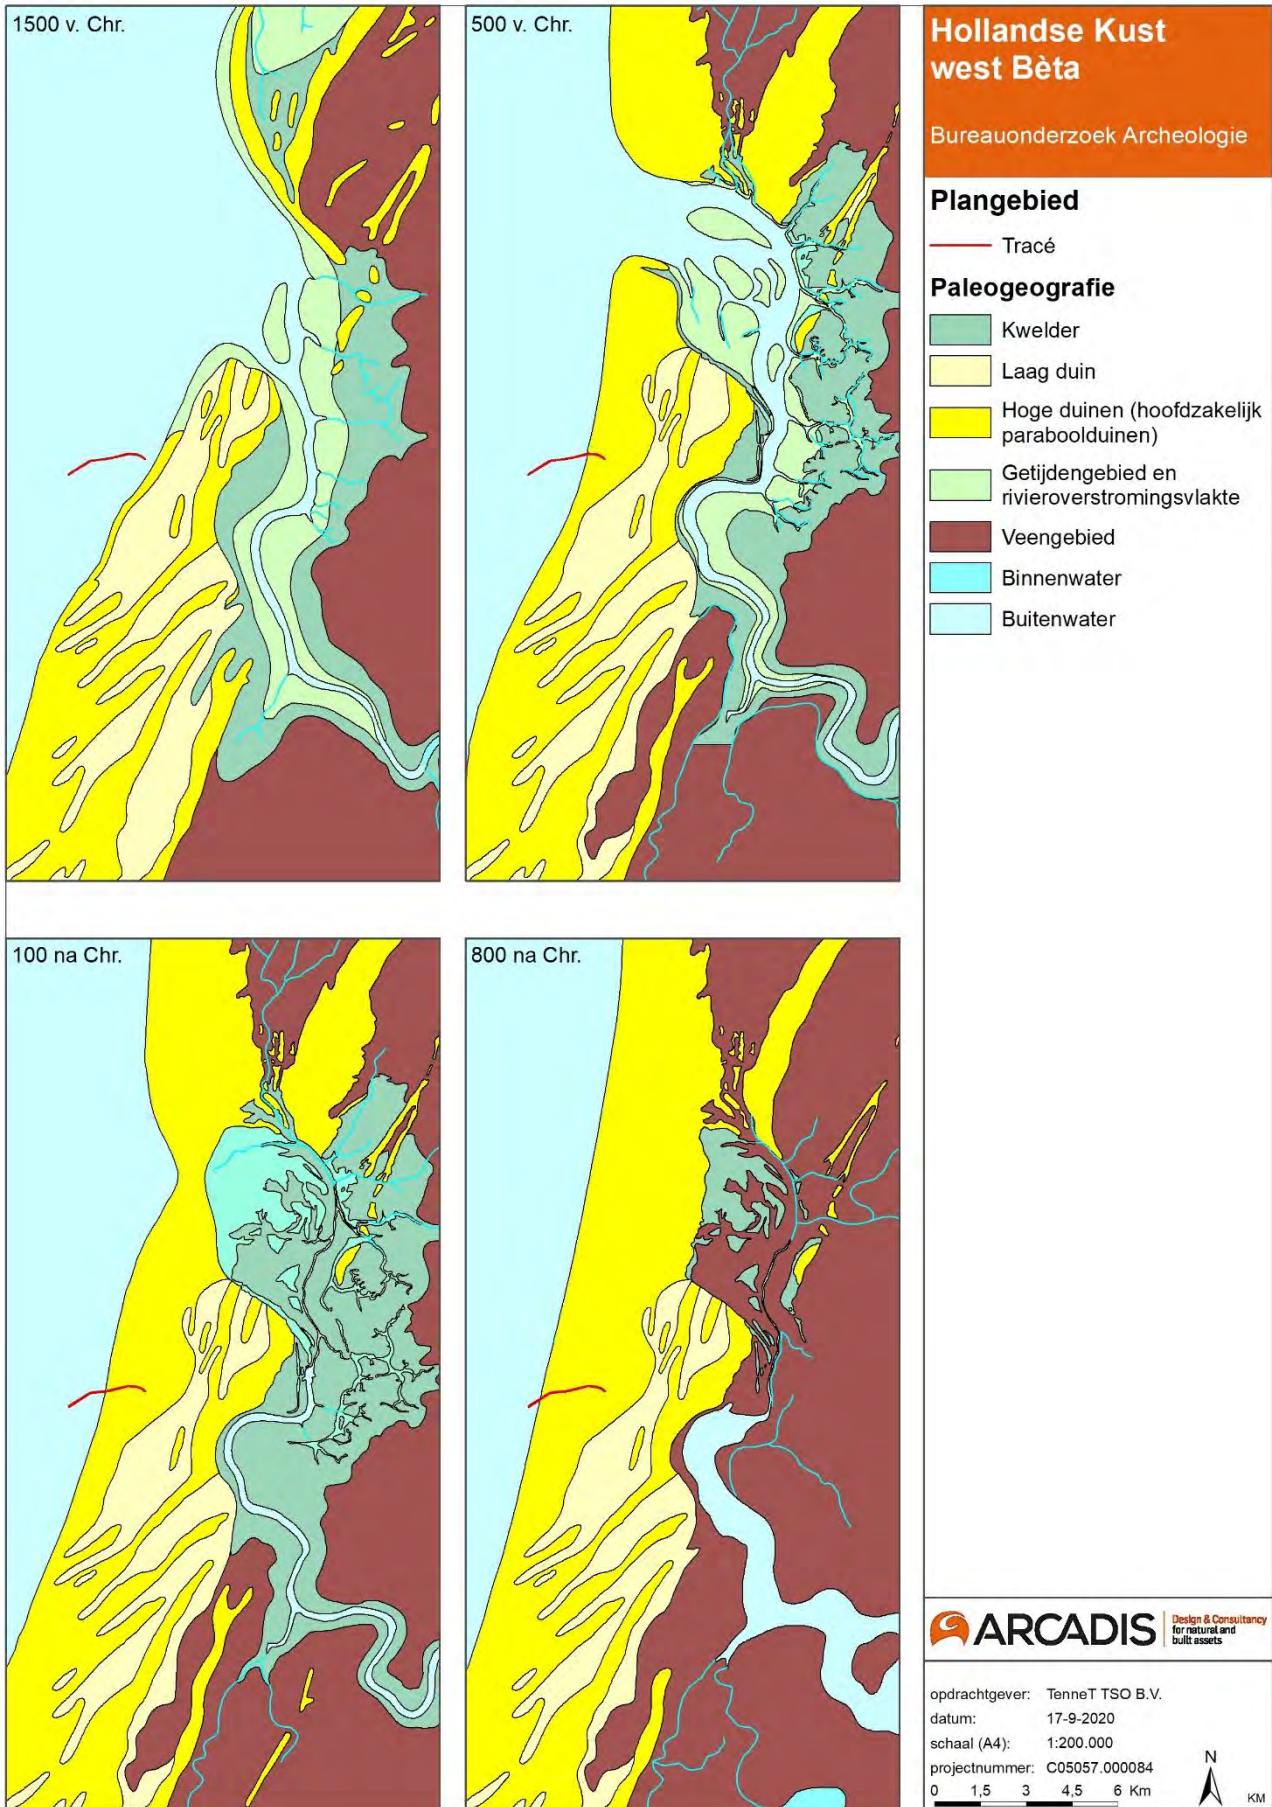 1500 v. Chr.
500 v. Chr.
100 na Chr.
800 na Chr.
Hollandse Kust
west Bèta
Bureauonderzoek Archeologie
Plangebied
Tracé
Paleogeografie
Kwelder
Laag duin
Hoge duinen (hoofdzakelijk
paraboolduinen)
Getijdengebied en
rivieroverstromingsvlakte
Veengebied
Binnenwater
Buitenwater
ARCADIS
Design & Consultancy
for natural and
built assets
opdrachtgever: TenneT TSO B.V.
datum: 17-9-2020
schaal (A4): 1:200.000
projectnummer: C05057.000084
0 1,5 3 4,5 6 Km
N
KM